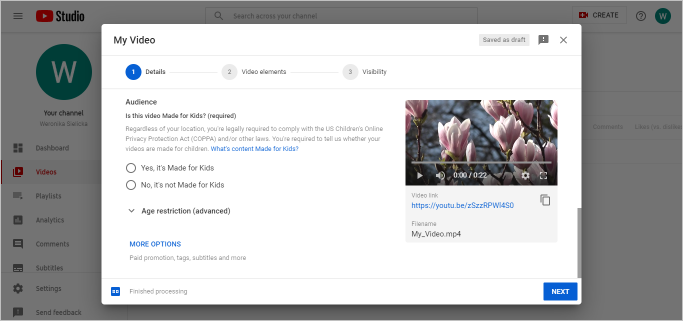 Studio
Search across your channel
CREATE
W
My Video
Saved as draft
1 Details
2 Video elements
3 Visibility
W
Your channel
Dashboard
Videos
Playlists
Analytics
Comments
Subtitles
Settings
Send feedback
Audience
Is this video Made for Kids? (required)
Regardless of your location, you're legally required to comply with the US Children's Online
Privacy Protection Act (COPPA) and/or other laws. You're required to tell us whether your
videos are made for children. What's content Made for Kids?
Yes, it's Made for Kids
No, it's not Made for Kids
Age restriction (advanced)
MORE OPTIONS
Paid promotion, tags, subtitles and more
0:00 / 0:22
Video link
https://youtu.be/zSzzRPWl4S0
Filename
My_Video.mp4
Comments
SD
Finished processing
NEXT